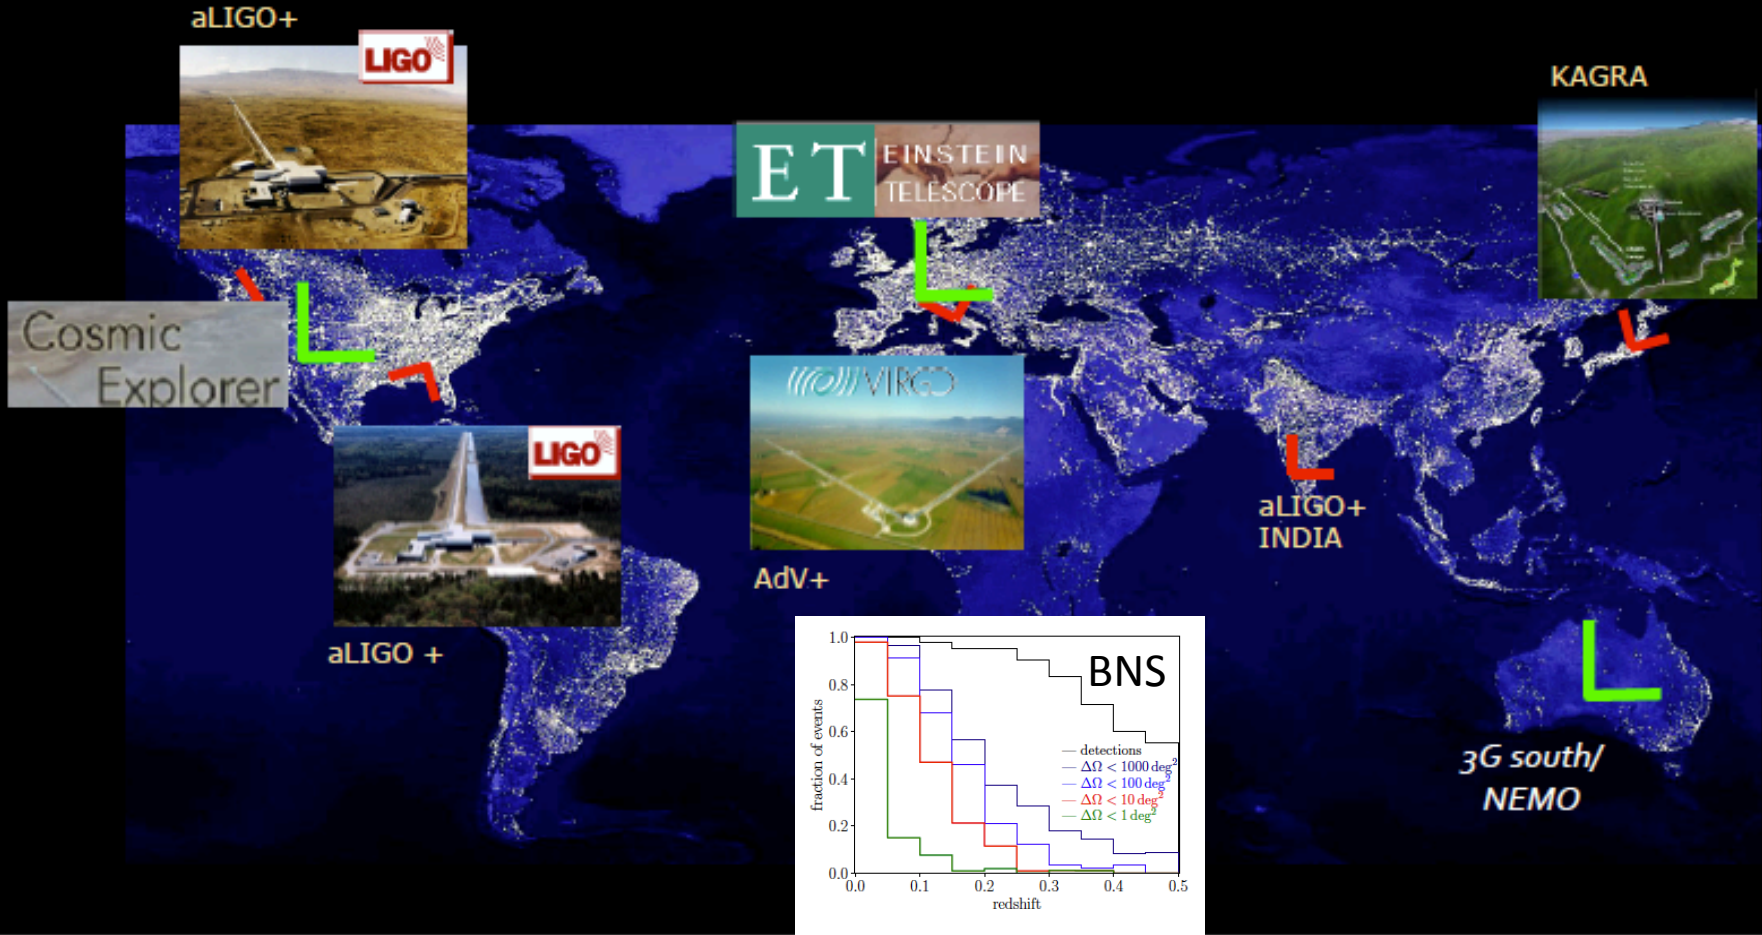 aLIGO+
LIGO
KAGRA
ET
EINSTEIN
TELESCOPE
Cosmic
Explorer
LIGO
VIRGO
aLIGO+
INDIA
AdV+
aLIGO +
3G south/
NEMO
BNS
fraction of events
1.0
0.8
0.6
0.4
0.2
0.0
detections
ΔΩ < 1000 deg²
ΔΩ < 100 deg²
ΔΩ < 10 deg²
ΔΩ < 1 deg²
0.0 0.1 0.2 0.3 0.4 0.5
redshift